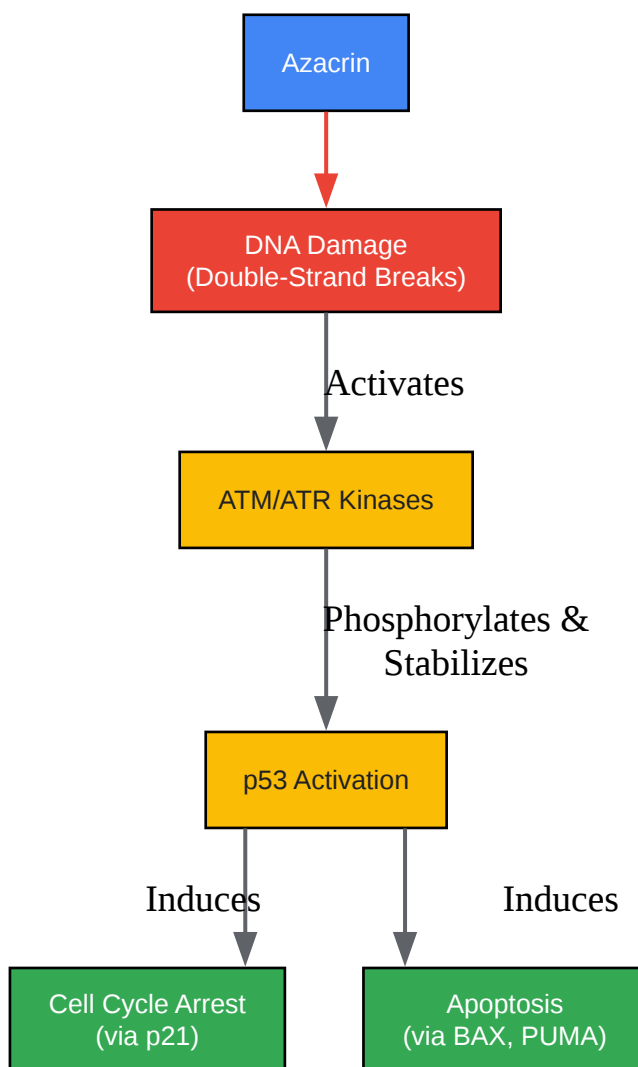 Azacrin
DNA Damage
(Double-Strand Breaks)
Activates
ATM/ATR Kinases
Phosphorylates &
Stabilizes
p53 Activation
Induces
Induces
Cell Cycle Arrest
(via p21)
Apoptosis
(via BAX, PUMA)